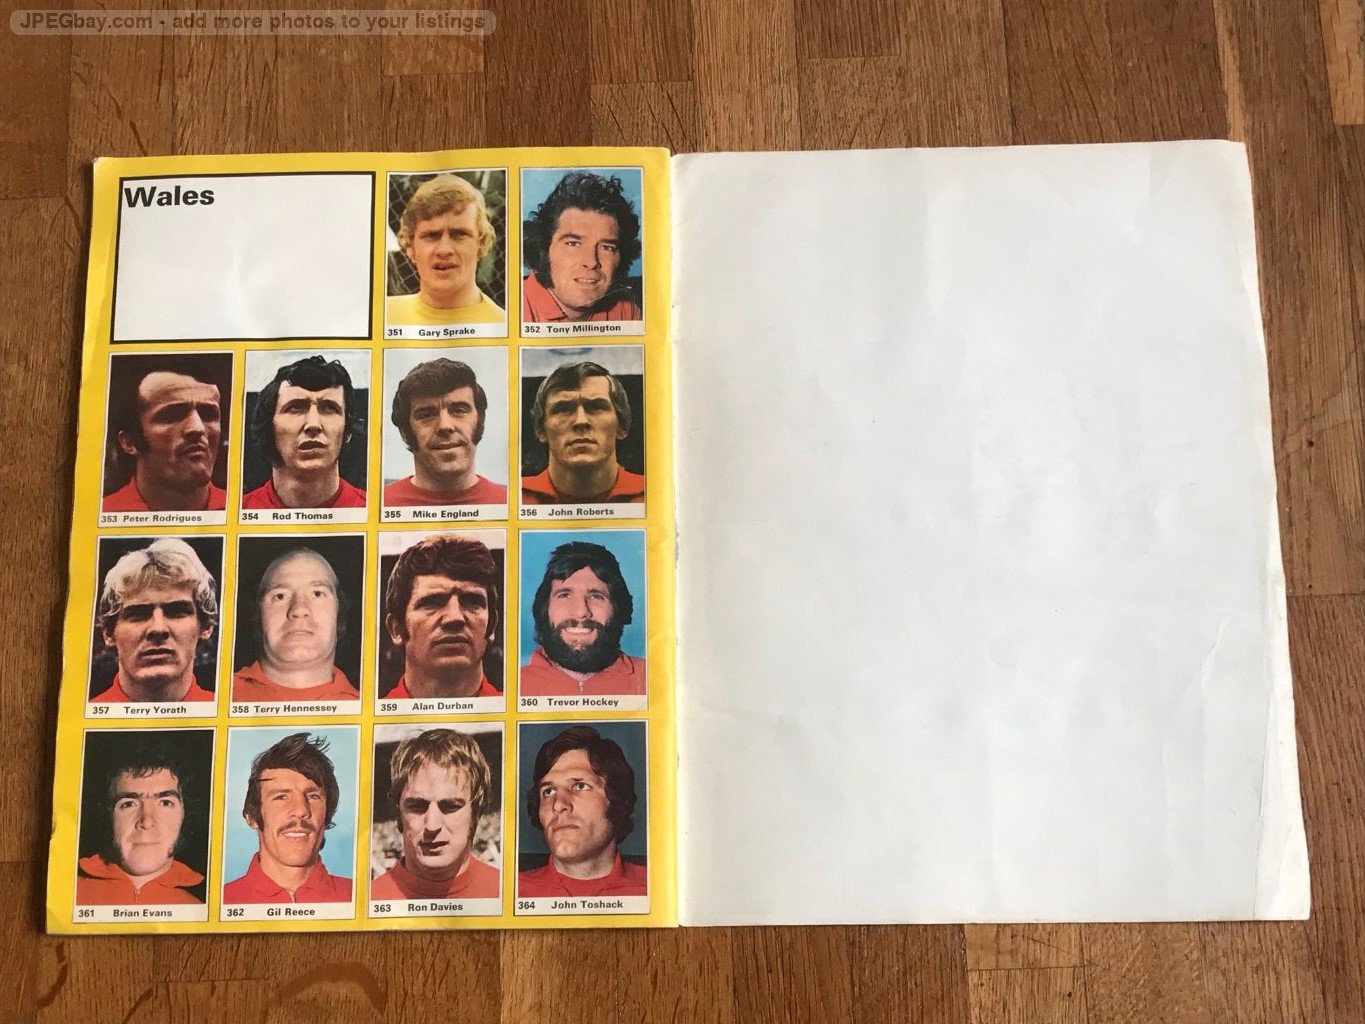 JPEGbay.com - add more photos to your listings
Wales
351 Gary Sprake
352 Tony Millington
353 Peter Rodrigues
354 Rod Thomas
355 Mike England
356 John Roberts
357 Terry Yorath
358 Terry Hennessey
359 Alan Durban
360 Trevor Hockey
361 Brian Evans
362 Gil Reece
363 Ron Davies
364 John Toshack